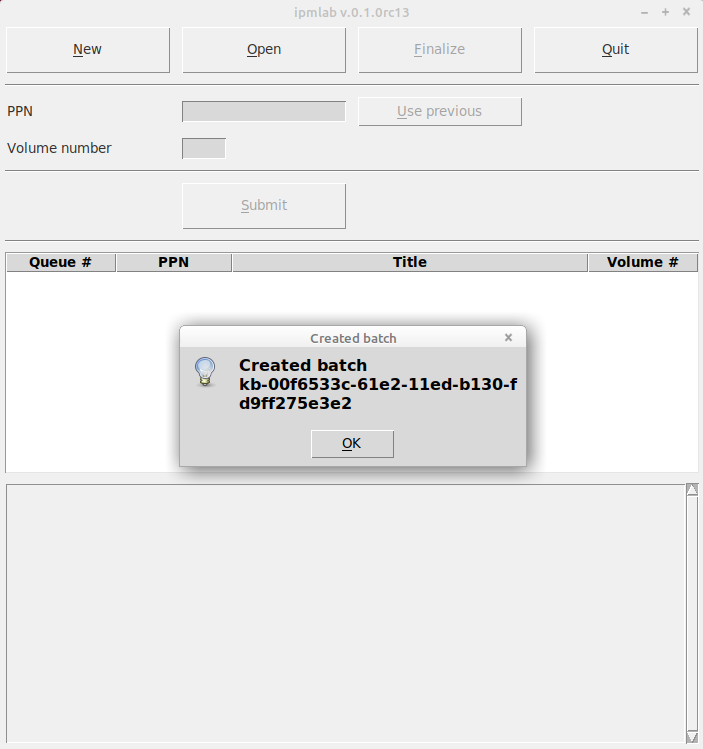 ipmlab v.0.1.0rc13
New Open Finalize Quit
PPN Use previous
Volume number
Submit
Queue # PPN Title Volume #
Created batch
Created batch
kb-00f6533c-61e2-11ed-b130-f
d9ff275e3e2
OK